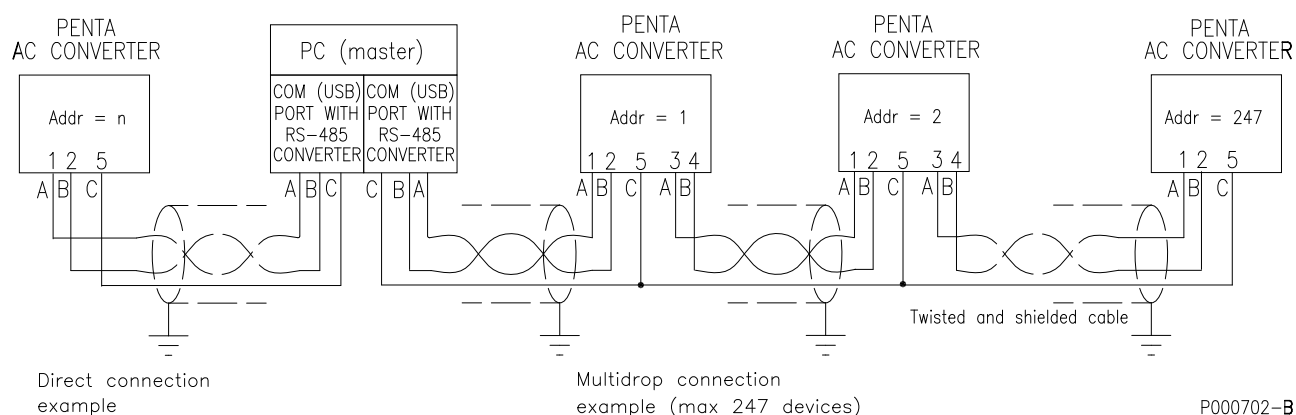 PENTA
AC CONVERTER
Addr = n
1 2 5
A B C
PC (master)
COM (USB)
PORT WITH
RS-485
CONVERTER
COM (USB)
PORT WITH
RS-485
CONVERTER
A B C
C B A
PENTA
AC CONVERTER
Addr = 1
1 2 5 3 4
A B C A B
PENTA
AC CONVERTER
Addr = 2
1 2 5 3 4
A B C A B
PENTA
AC CONVERTER
Addr = 247
1 2 5
A B C
Twisted and shielded cable
Direct connection
example
Multidrop connection
example (max 247 devices)
P000702-B